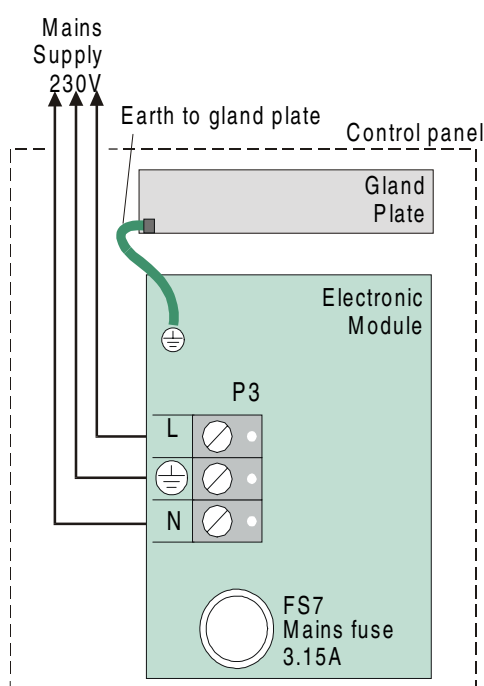 Mains
Supply
230V
Earth to gland plate
Control panel
Gland
Plate
Electronic
Module
P3
L
N
FS7
Mains fuse
3.15A